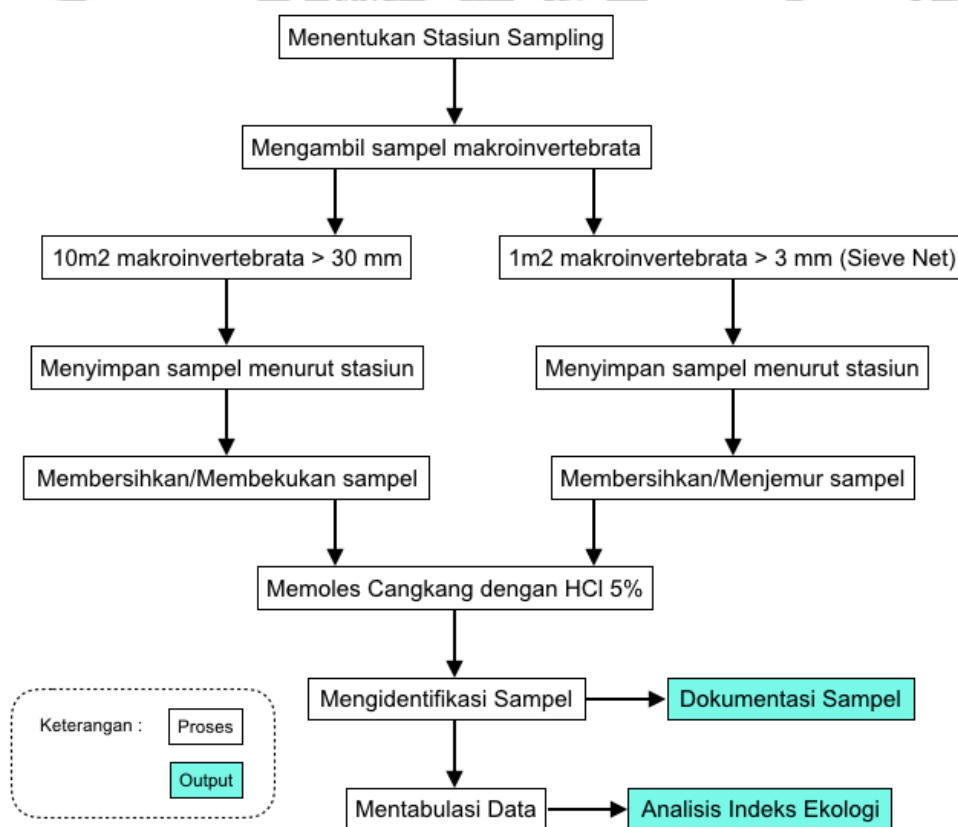 Menentukan Stasiun Sampling
Mengambil sampel makroinvertebrata
10m2 makroinvertebrata > 30 mm
1m2 makroinvertebrata > 3 mm (Sieve Net)
Menyimpan sampel menurut stasiun
Menyimpan sampel menurut stasiun
Membersihkan/Membekukan sampel
Membersihkan/Menjemur sampel
Memoles Cangkang dengan HCl 5%
Mengidentifikasi Sampel
Dokumentasi Sampel
Keterangan :
Proses
Output
Mentabulasi Data
Analisis Indeks Ekologi